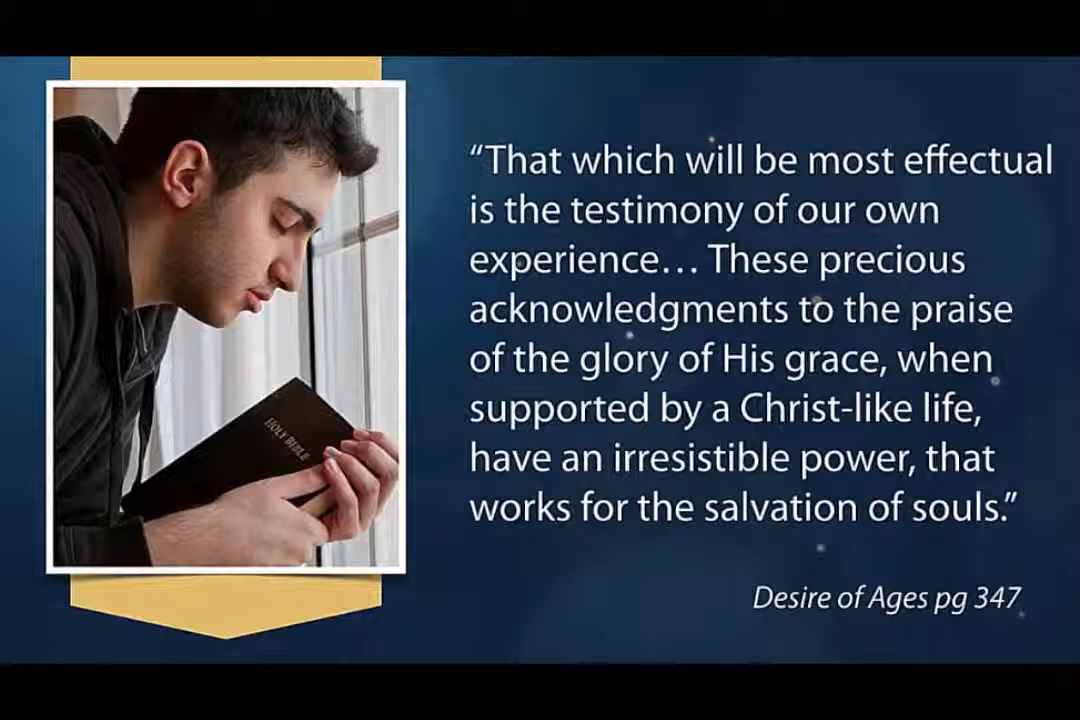 HOLY BIBLE
“That which will be most effectual
is the testimony of our own
experience… These precious
acknowledgments to the praise
of the glory of His grace, when
supported by a Christ-like life,
have an irresistible power, that
works for the salvation of souls.”
Desire of Ages pg 347